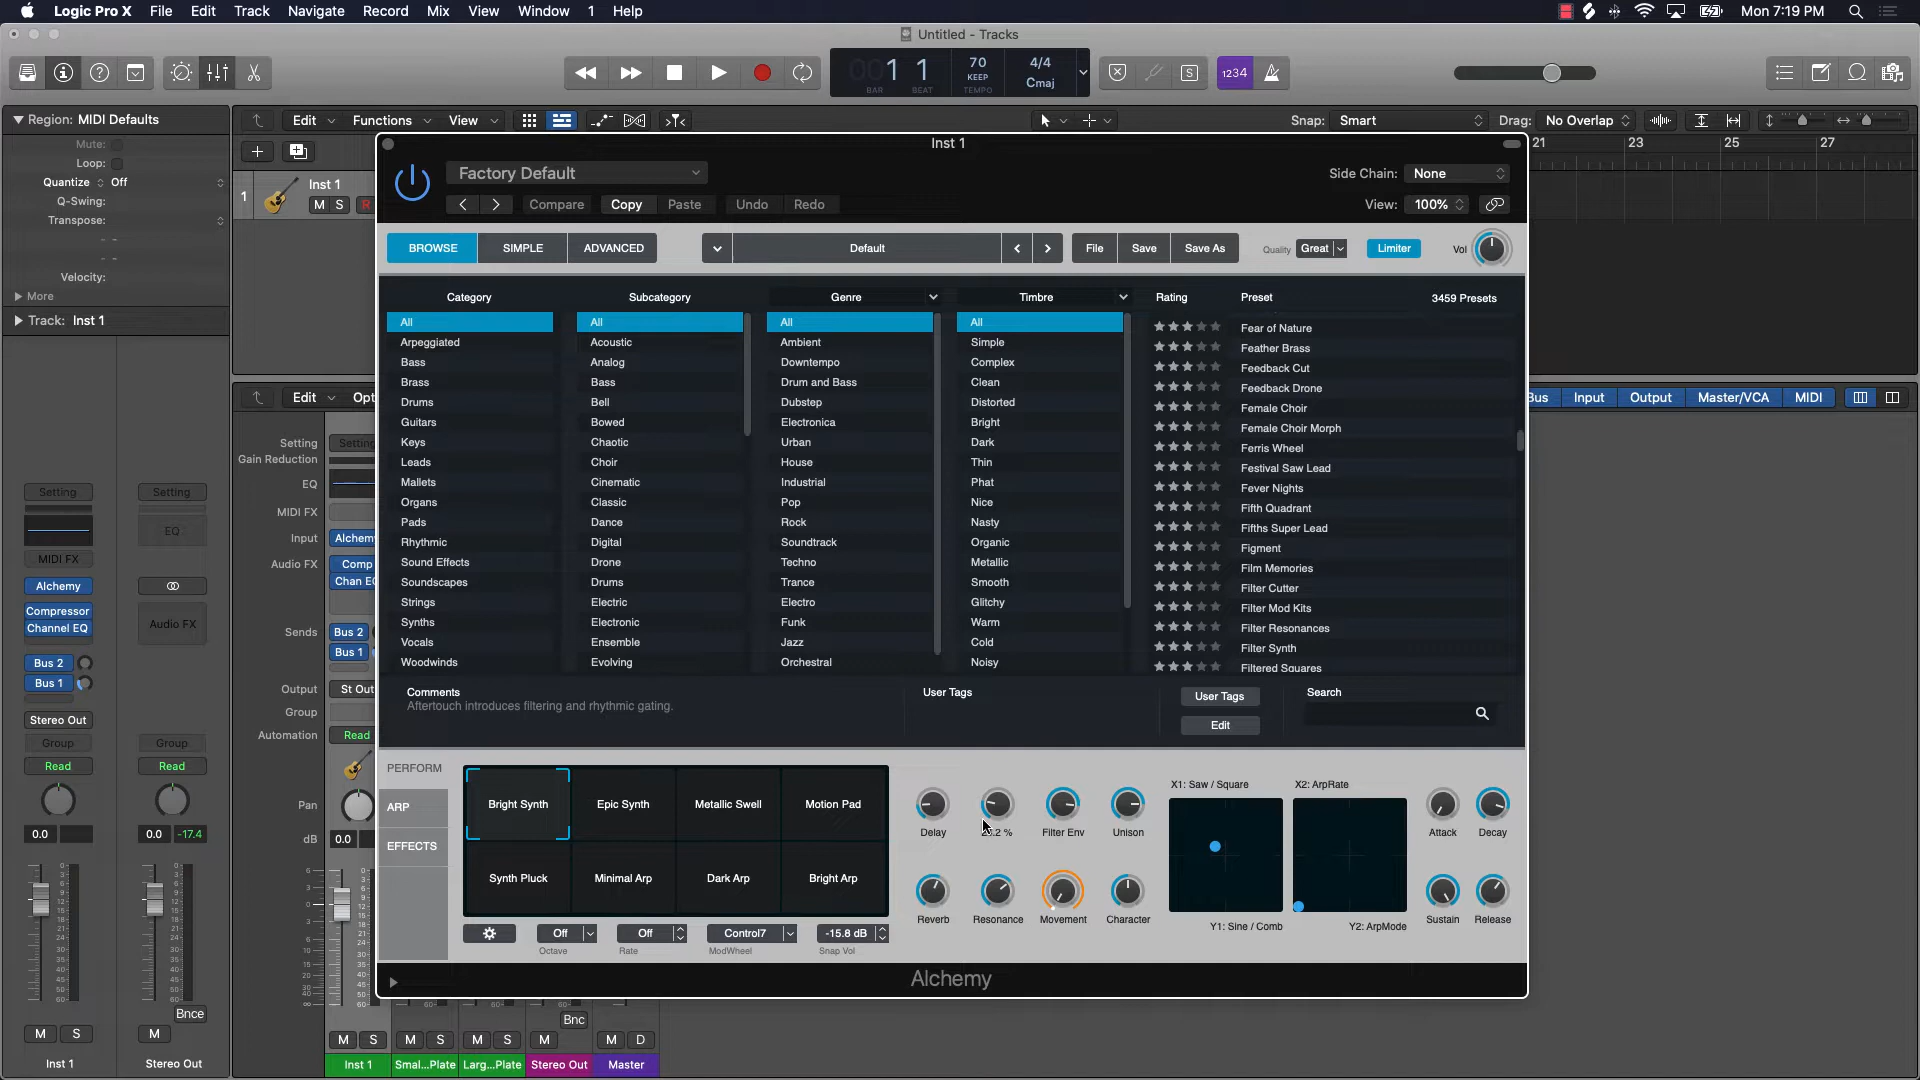 Logic Pro X File Edit Track Navigate Record Mix View Window 1 Help Mon 7:19 PM
Untitled - Tracks
1 1 70 4/4
KEEP Cmaj
BAR BEAT TEMPO
1234
S
Region: MIDI Defaults
Mute:
Loop:
Quantize Off
Q-Swing:
Transpose:
Velocity:
More
Track: Inst 1
Edit Functions View Snap: Smart Drag: No Overlap
21 23 25 27
1 Inst 1
M S R
Inst 1
Factory Default
Side Chain: None
Compare Copy Paste Undo Redo
View: 100%
BROWSE SIMPLE ADVANCED Default File Save Save As Quality Great Limiter Vol
Category Subcategory Genre Timbre Rating Preset 3459 Presets
All All All All
Fear of Nature
Arpeggiated Acoustic Ambient Simple Feather Brass
Bass Analog Downtempo Complex Feedback Cut
Brass Bass Drum and Bass Clean Feedback Drone
Drums Bell Dubstep Distorted Female Choir
Guitars Bowed Electronica Bright Female Choir Morph
Keys Chaotic Urban Dark Ferris Wheel
Leads Choir House Thin Festival Saw Lead
Mallets Cinematic Industrial Phat Fever Nights
Organs Classic Pop Nice Fifth Quadrant
Pads Dance Rock Nasty Fifths Super Lead
Rhythmic Digital Soundtrack Organic Figment
Sound Effects Drone Techno Metallic Film Memories
Soundscapes Drums Trance Smooth Filter Cutter
Strings Electric Electro Glitchy Filter Mod Kits
Synths Electronic Funk Warm Filter Resonances
Vocals Ensemble Jazz Cold Filter Synth
Woodwinds Evolving Orchestral Noisy Filtered Squares
Comments User Tags User Tags Search
Aftertouch introduces filtering and rhythmic gating.
Edit
PERFORM
ARP
EFFECTS
Bright Synth Epic Synth Metallic Swell Motion Pad
Synth Pluck Minimal Arp Dark Arp Bright Arp
Off Off Control7 -15.8 dB
Octave Rate ModWheel Snap Vol
Delay .2 % Filter Env Unison
Reverb Resonance Movement Character
X1: Saw / Square X2: ArpRate
Y1: Sine / Comb Y2: ArpMode
Attack Decay
Sustain Release
Alchemy
Edit Opt
Bus Input Output Master/VCA MIDI
Setting Setting
Gain Reduction
EQ
MIDI FX
Input Alchem
Audio FX Comp
Chan EC
Sends Bus 2
Bus 1
Output St Out
Group
Automation Read
Pan
dB 0.0
Setting Setting
EQ
MIDI FX
Alchemy
Compressor
Channel EQ
Audio FX
Bus 2
Bus 1
Stereo Out
Group Group
Read Read
0.0 0.0 -17.4
Bnce
M S M
Inst 1 Stereo Out
Bnc
M S M S M S M M D
Inst 1 Smal...Plate Larg...Plate Stereo Out Master